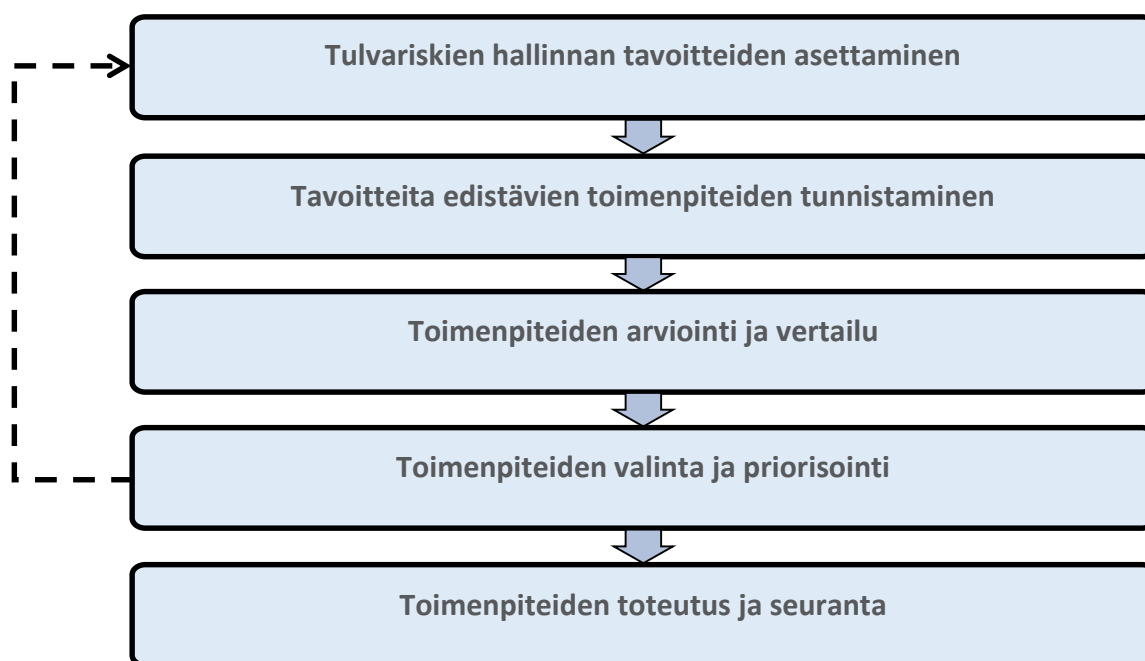 Tulvariskien hallinnan tavoitteiden asettaminen
Tavoitteita edistävien toimenpiteiden tunnistaminen
Toimenpiteiden arviointi ja vertailu
Toimenpiteiden valinta ja priorisointi
Toimenpiteiden toteutus ja seuranta